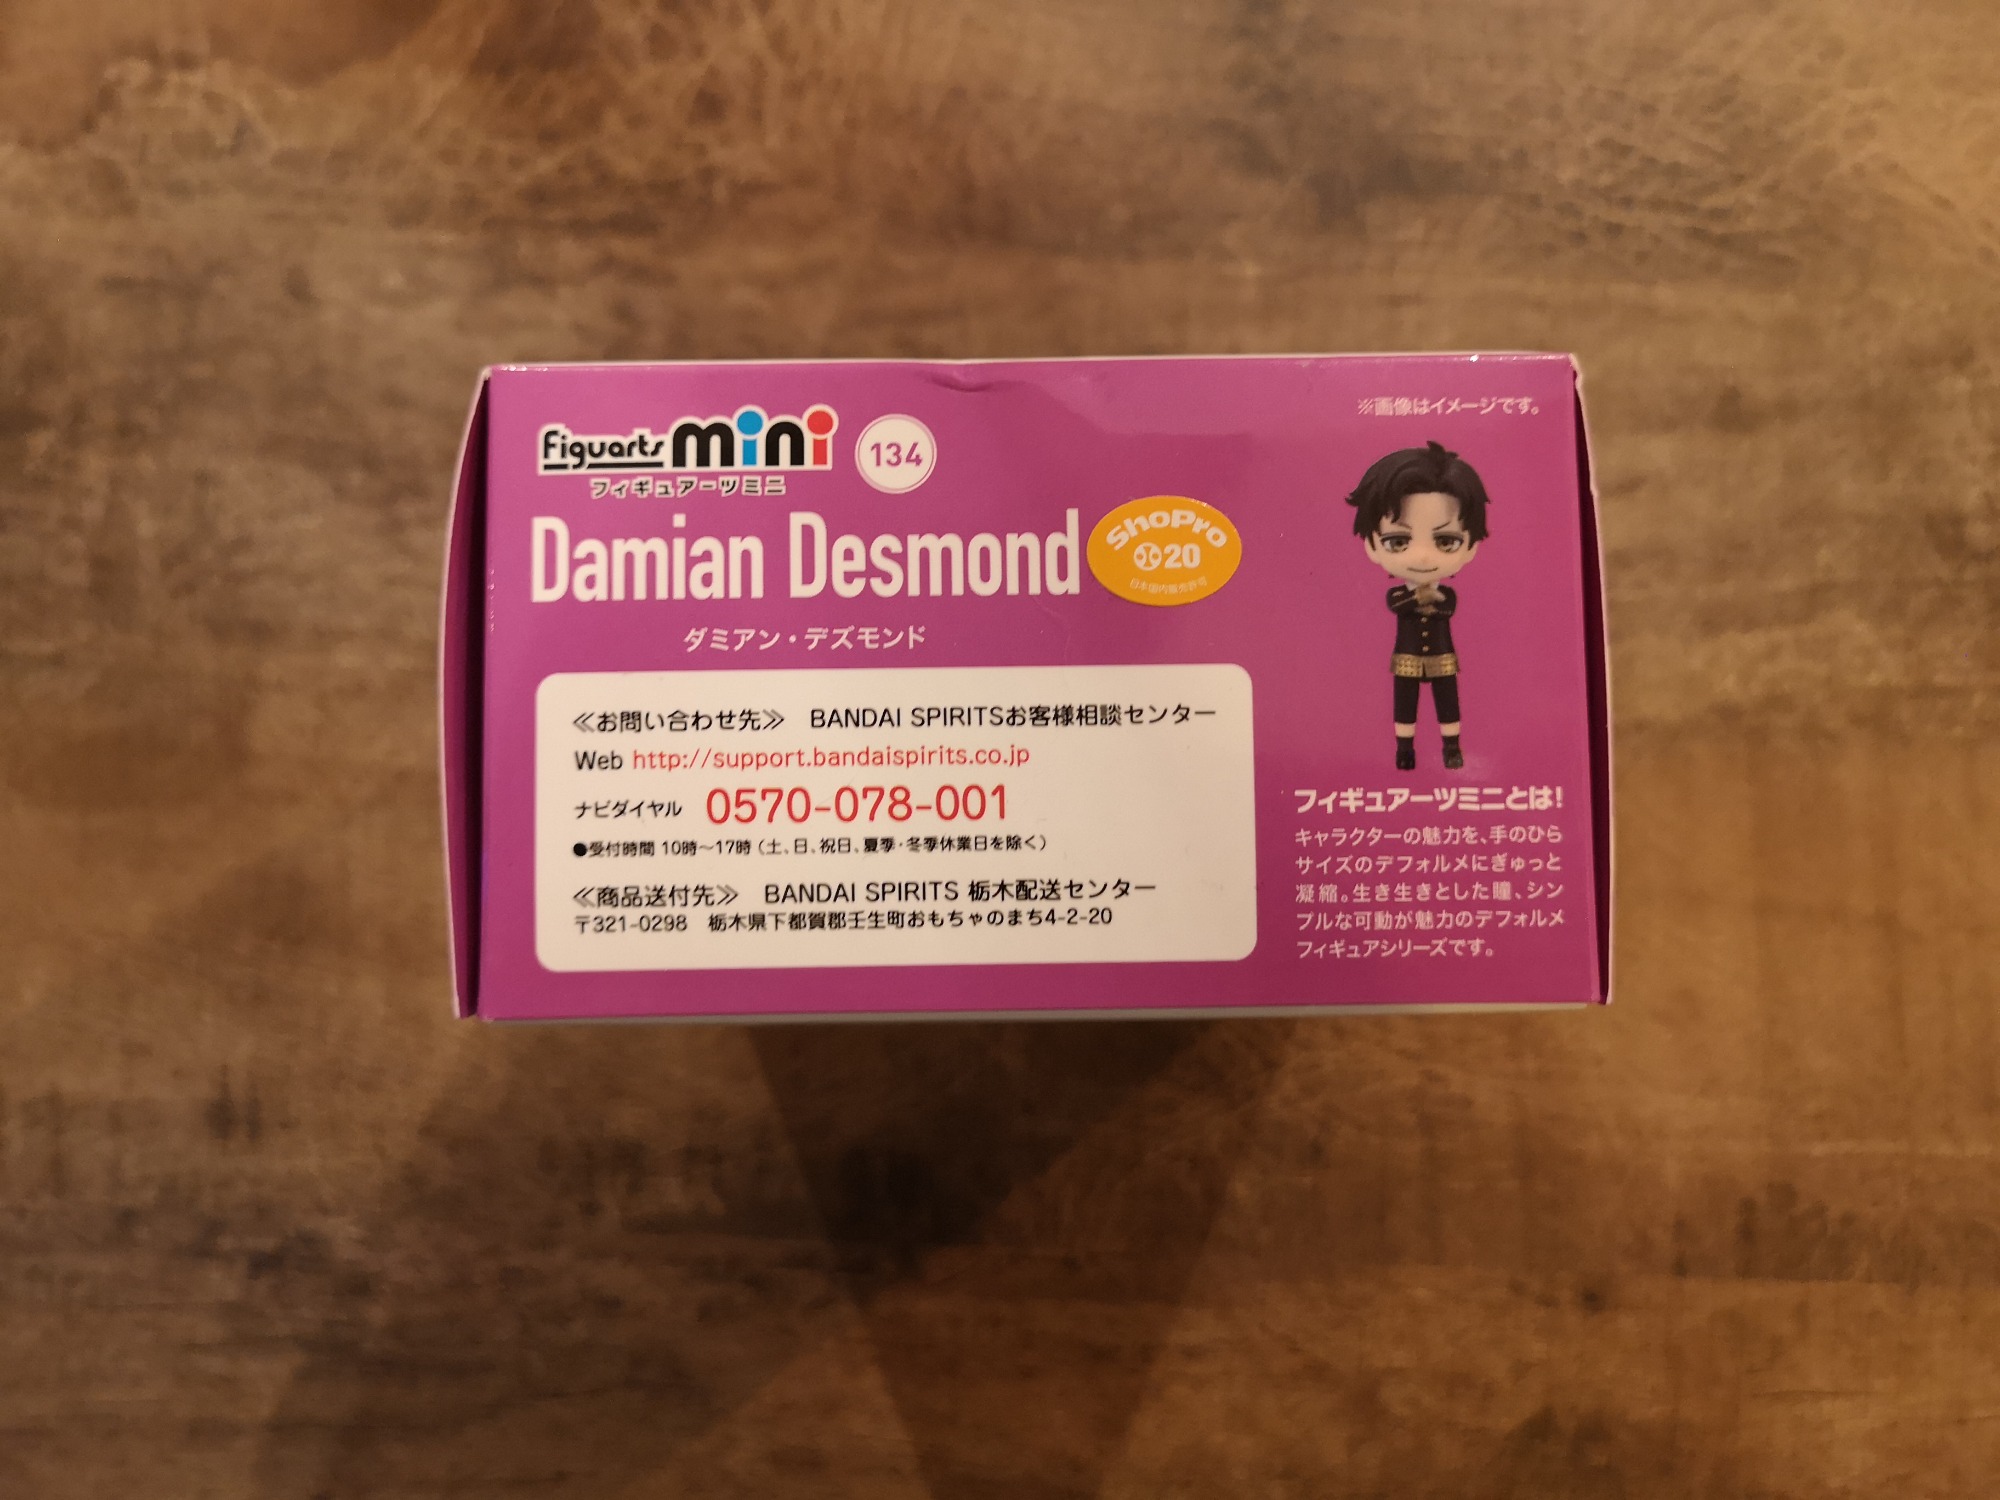 Figuarts mini
134
フィギュアーツミニ
Damian Desmond
ShoPro
20
日本国内販売許可
ダミアン・デズモンド
≪お問い合わせ先≫ BANDAI SPIRITSお客様相談センター
Web http://support.bandaispirits.co.jp
ナビダイヤル 0570-078-001
●受付時間 10時～17時（土、日、祝日、夏季・冬季休業日を除く）
≪商品送付先≫ BANDAI SPIRITS 栃木配送センター
〒321-0298 栃木県下都賀郡壬生町おもちゃのまち4-2-20
※画像はイメージです。
フィギュアーツミニとは！
キャラクターの魅力を、手のひら
サイズのデフォルメにぎゅっと
凝縮。生き生きとした瞳、シン
プルな可動が魅力のデフォルメ
フィギュアシリーズです。